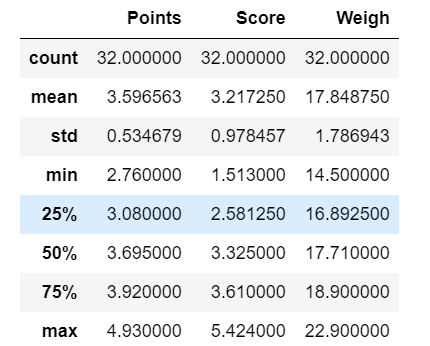 Points Score Weigh
count 32.000000 32.000000 32.000000
mean 3.596563 3.217250 17.848750
std 0.534679 0.978457 1.786943
min 2.760000 1.513000 14.500000
25% 3.080000 2.581250 16.892500
50% 3.695000 3.325000 17.710000
75% 3.920000 3.610000 18.900000
max 4.930000 5.424000 22.900000